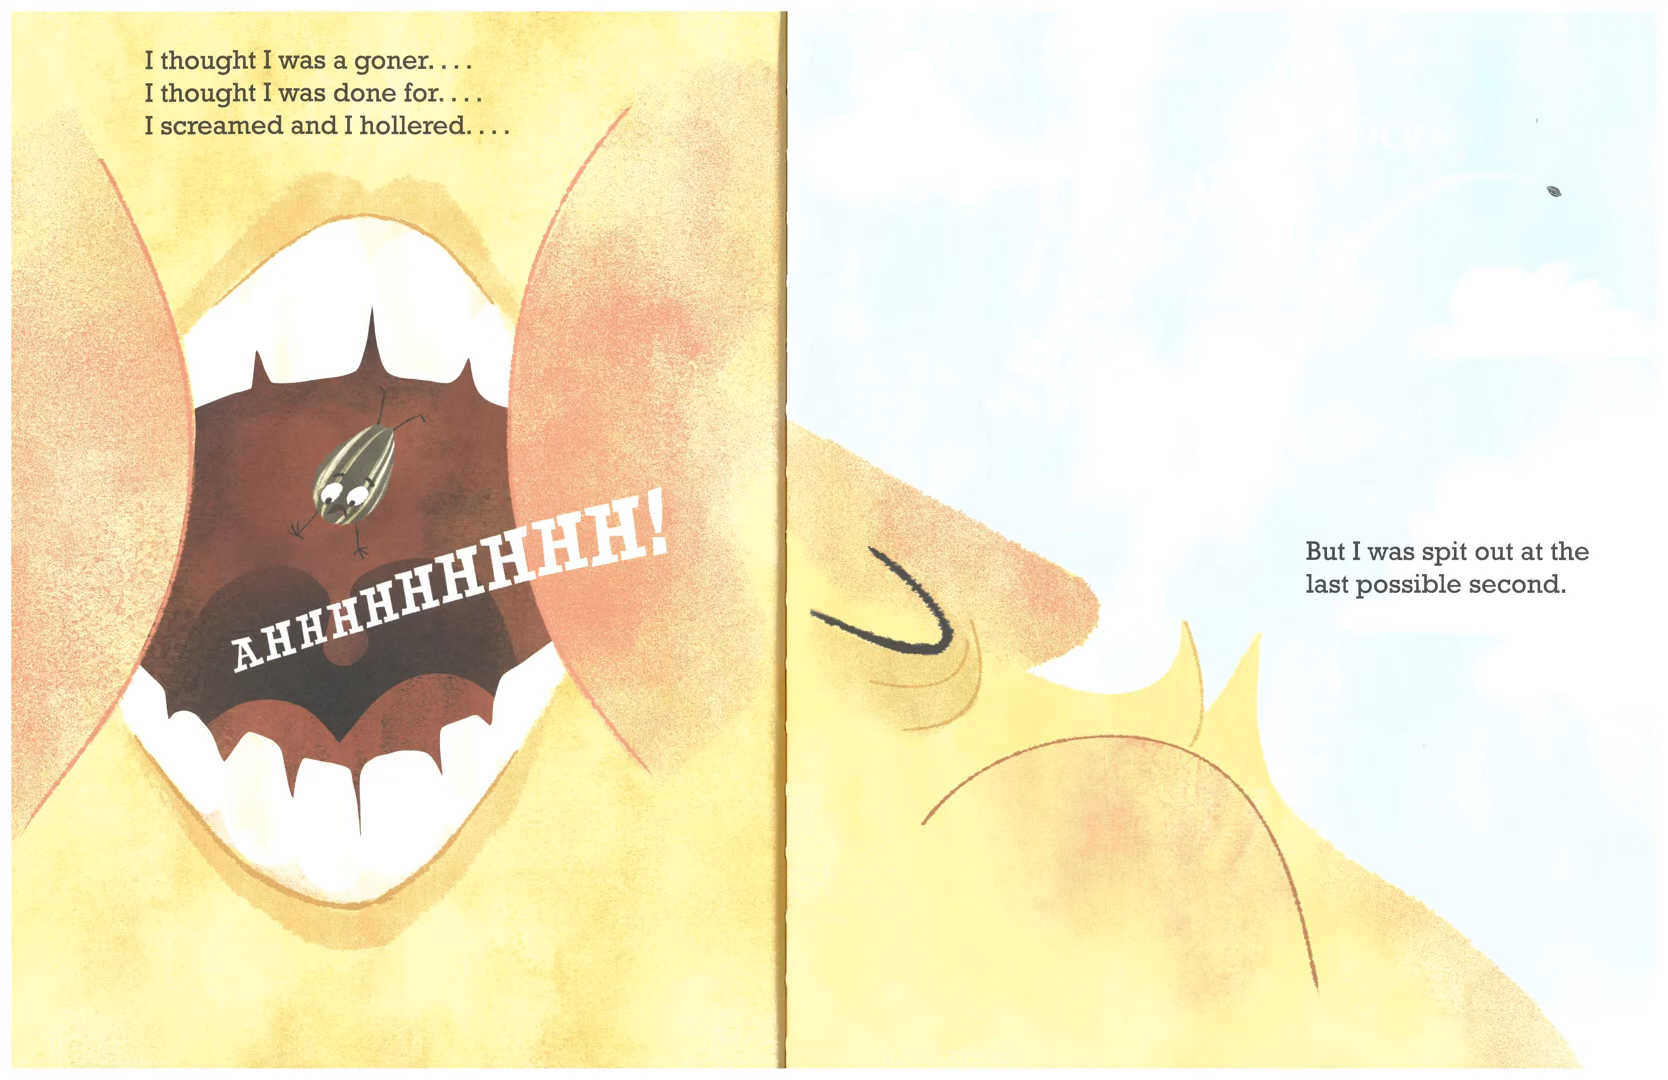 I thought I was a goner. . . .
I thought I was done for. . . .
I screamed and I hollered. . . .
AHHHHHHHHH!
But I was spit out at the
last possible second.